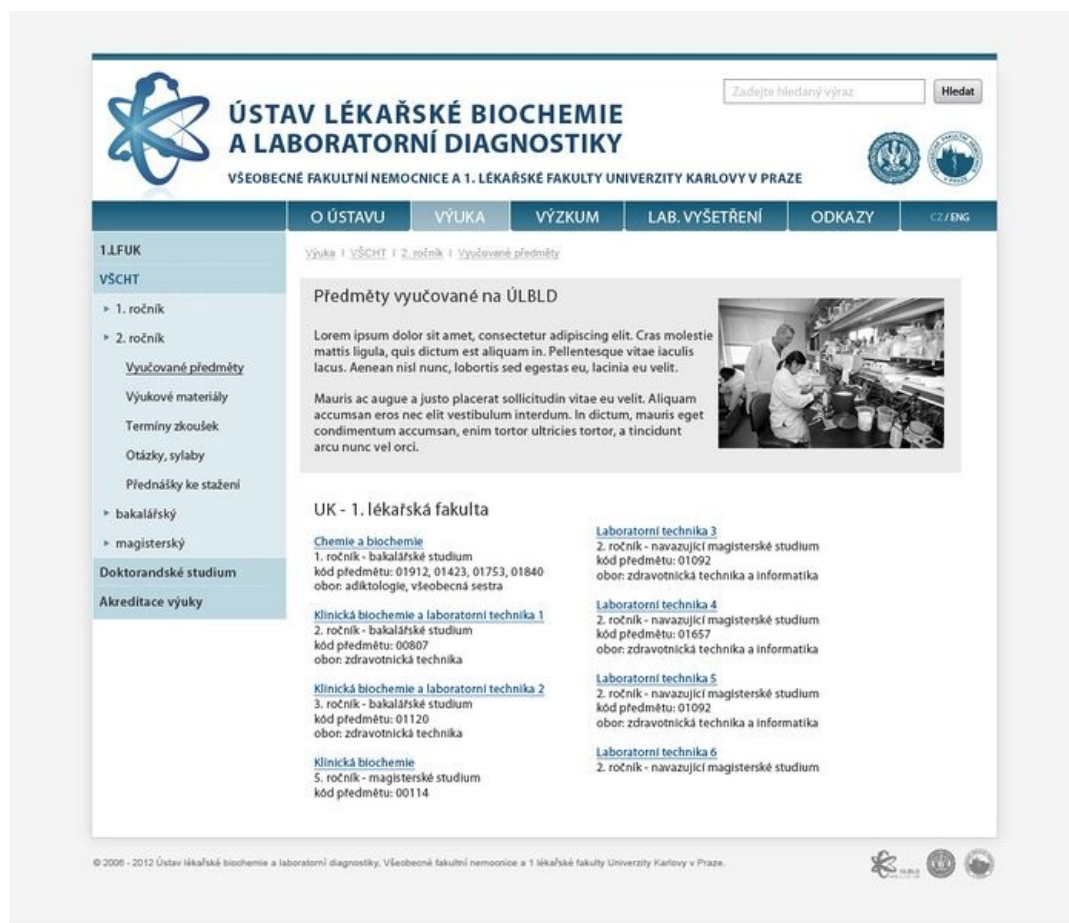 Zadejte hledaný výraz
Hledat
ÚSTAV LÉKAŘSKÉ BIOCHEMIE
A LABORATORNÍ DIAGNOSTIKY
VŠEOBECNÉ FAKULTNÍ NEMOCNICE A 1. LÉKAŘSKÉ FAKULTY UNIVERZITY KARLOVY V PRAZE
O ÚSTAVU VÝUKA VÝZKUM LAB. VYŠETŘENÍ ODKAZY CZ / ENG
1.LFUK
VŠCHT
1. ročník
2. ročník
Vyučované předměty
Výukové materiály
Termíny zkoušek
Otázky, sylaby
Přednášky ke stažení
bakalářský
magisterský
Doktorandské studium
Akreditace výuky
Výuka I VŠCHT I 2. ročník I Vyučované předměty
Předměty vyučované na ÚLBLD
Lorem ipsum dolor sit amet, consectetur adipiscing elit. Cras molestie
mattis ligula, quis dictum est aliquam in. Pellentesque vitae iaculis
lacus. Aenean nisl nunc, lobortis sed egestas eu, lacinia eu velit.
Mauris ac augue a justo placerat sollicitudin vitae eu velit. Aliquam
accumsan eros nec elit vestibulum interdum. In dictum, mauris eget
condimentum accumsan, enim tortor ultricies tortor, a tincidunt
arcu nunc vel orci.
UK - 1. lékařská fakulta
Chemie a biochemie
1. ročník - bakalářské studium
kód předmětu: 01912, 01423, 01753, 01840
obor: adiktologie, všeobecná sestra
Klinická biochemie a laboratorní technika 1
2. ročník - bakalářské studium
kód předmětu: 00807
obor: zdravotnická technika
Klinická biochemie a laboratorní technika 2
3. ročník - bakalářské studium
kód předmětu: 01120
obor: zdravotnická technika
Klinická biochemie
5. ročník - magisterské studium
kód předmětu: 00114
Laboratorní technika 3
2. ročník - navazující magisterské studium
kód předmětu: 01092
obor: zdravotnická technika a informatika
Laboratorní technika 4
2. ročník - navazující magisterské studium
kód předmětu: 01657
obor: zdravotnická technika a informatika
Laboratorní technika 5
2. ročník - navazující magisterské studium
kód předmětu: 01092
obor: zdravotnická technika a informatika
Laboratorní technika 6
2. ročník - navazující magisterské studium
© 2006 - 2012 Ústav lékařské biochemie a laboratorní diagnostiky, Všeobecné fakultní nemocnice a 1 lékařské fakulty Univerzity Karlovy v Praze.